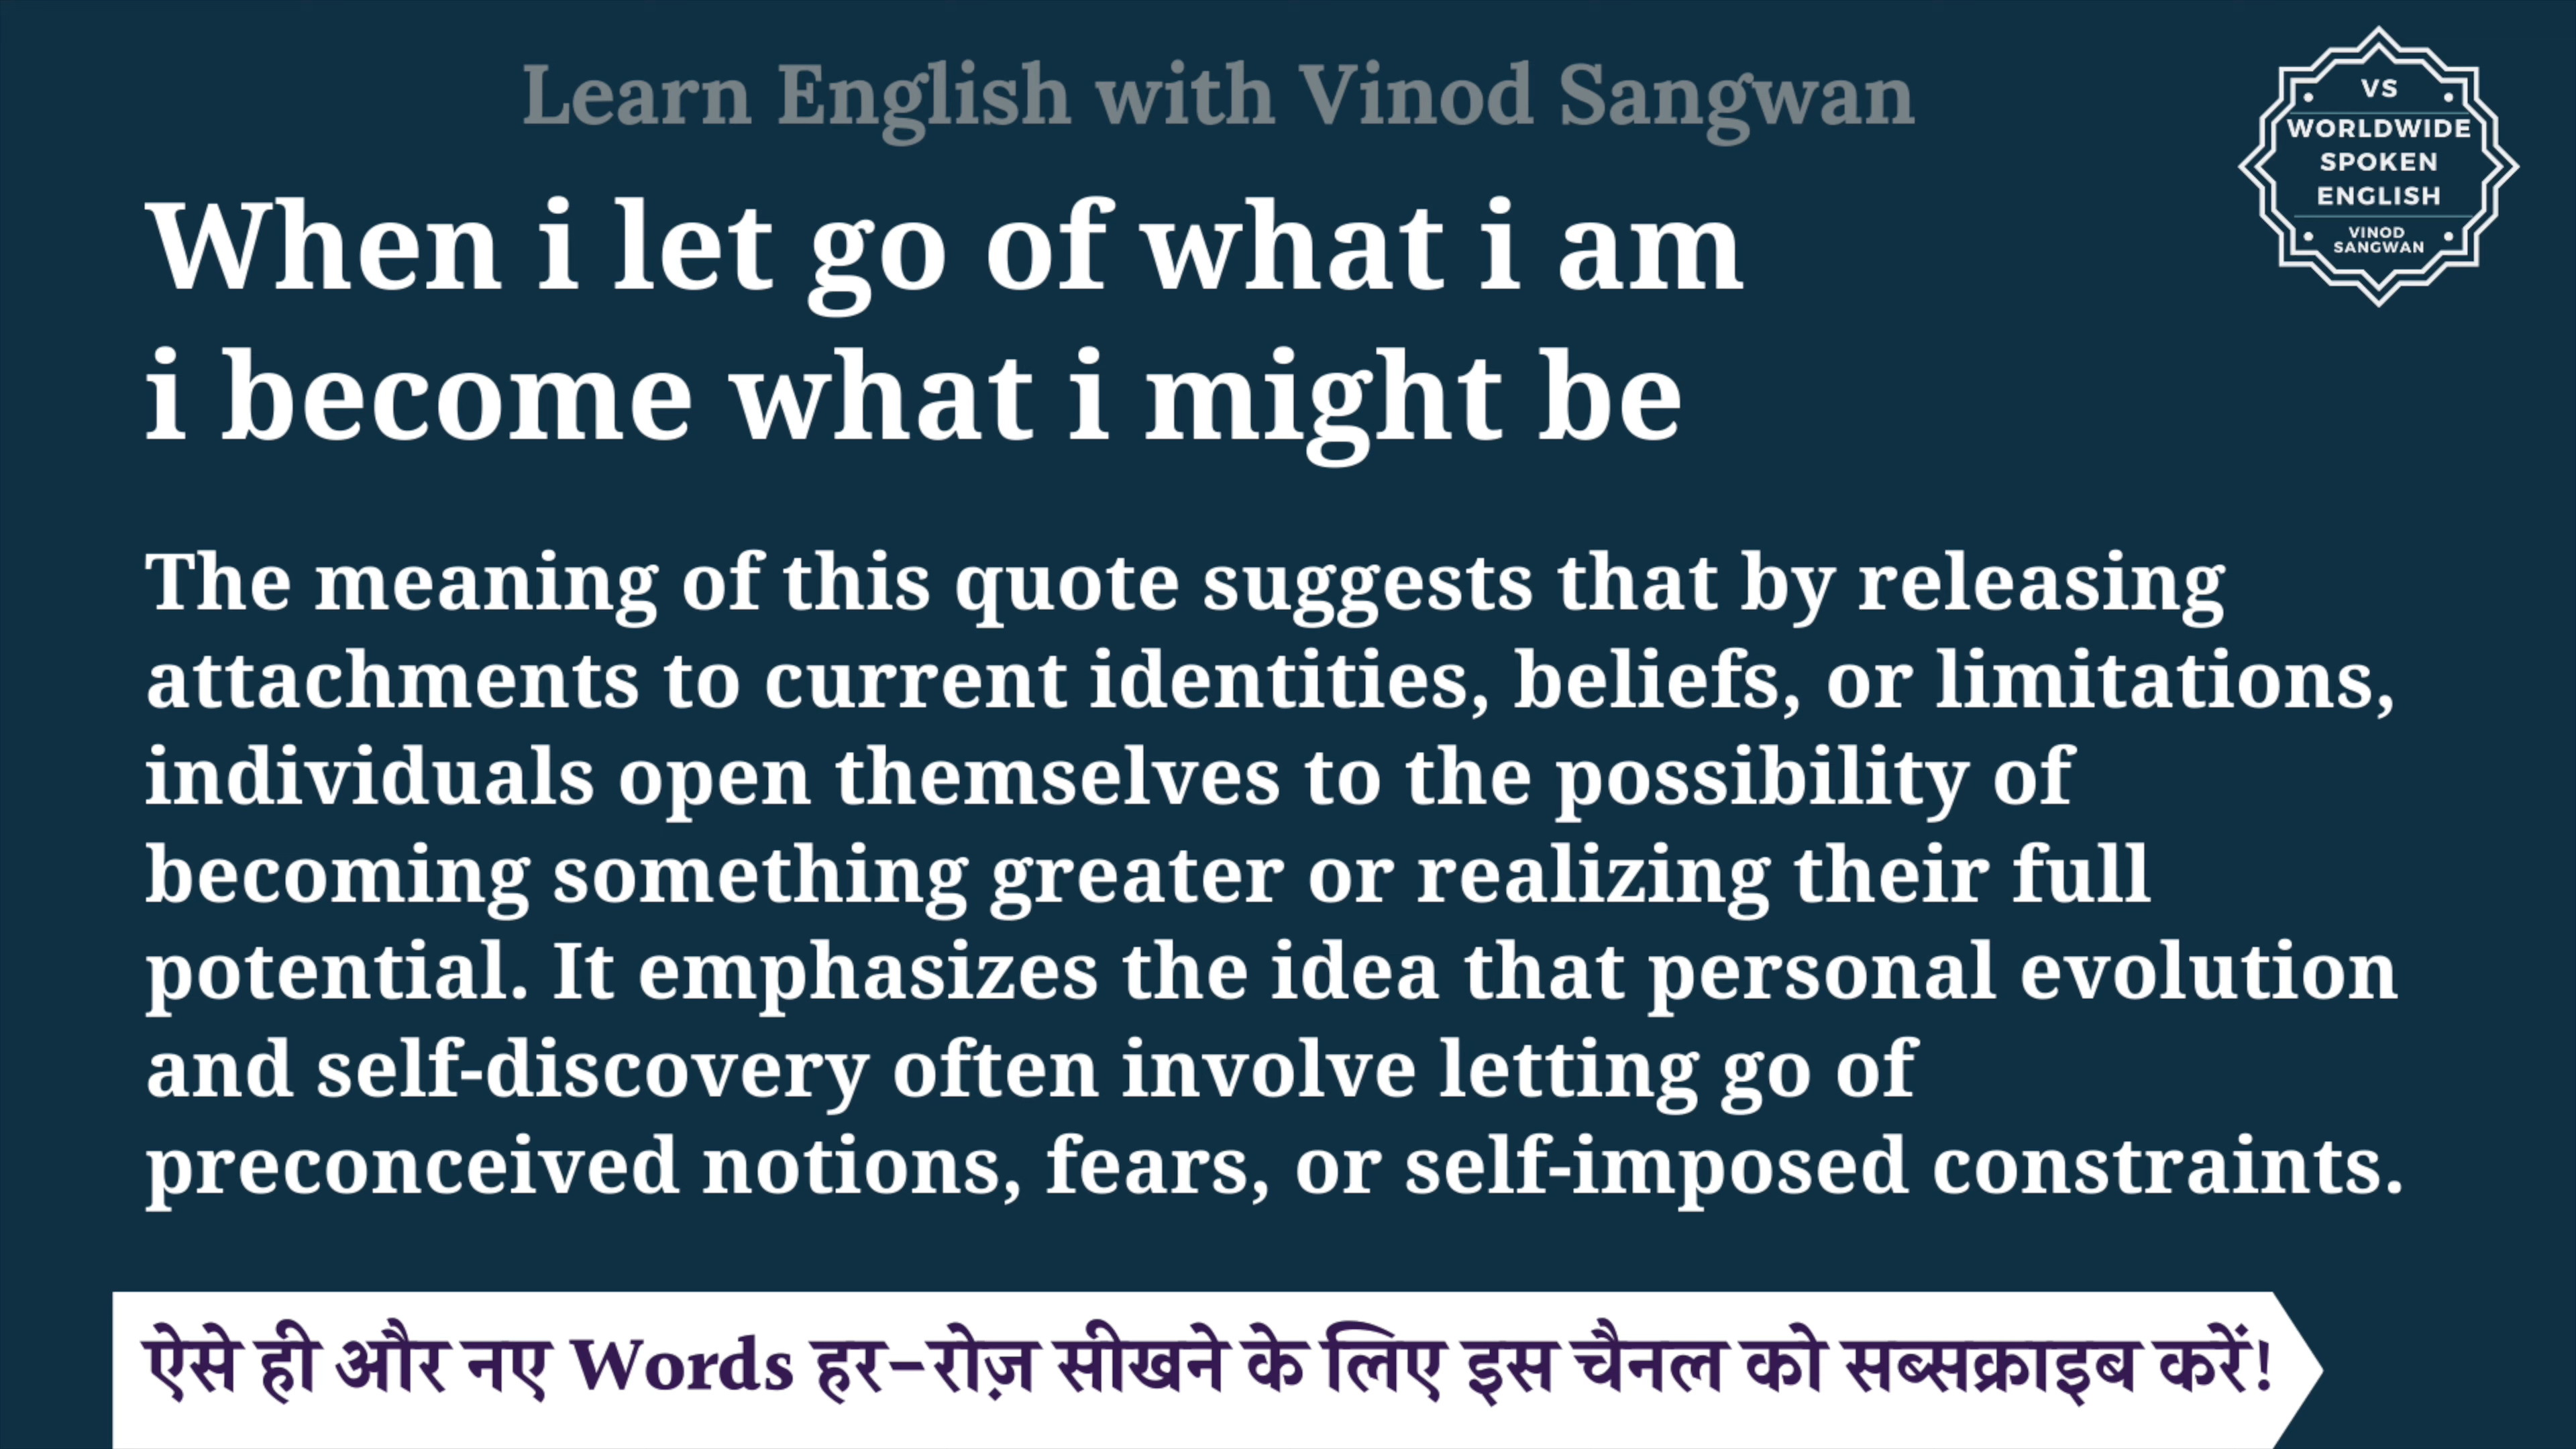 Learn English with Vinod Sangwan
VS
WORLDWIDE
SPOKEN
ENGLISH
VINOD
SANGWAN
When i let go of what i am
i become what i might be
The meaning of this quote suggests that by releasing
attachments to current identities, beliefs, or limitations,
individuals open themselves to the possibility of
becoming something greater or realizing their full
potential. It emphasizes the idea that personal evolution
and self-discovery often involve letting go of
preconceived notions, fears, or self-imposed constraints.
ऐसे ही और नए Words हर-रोज़ सीखने के लिए इस चैनल को सब्सक्राइब करें!